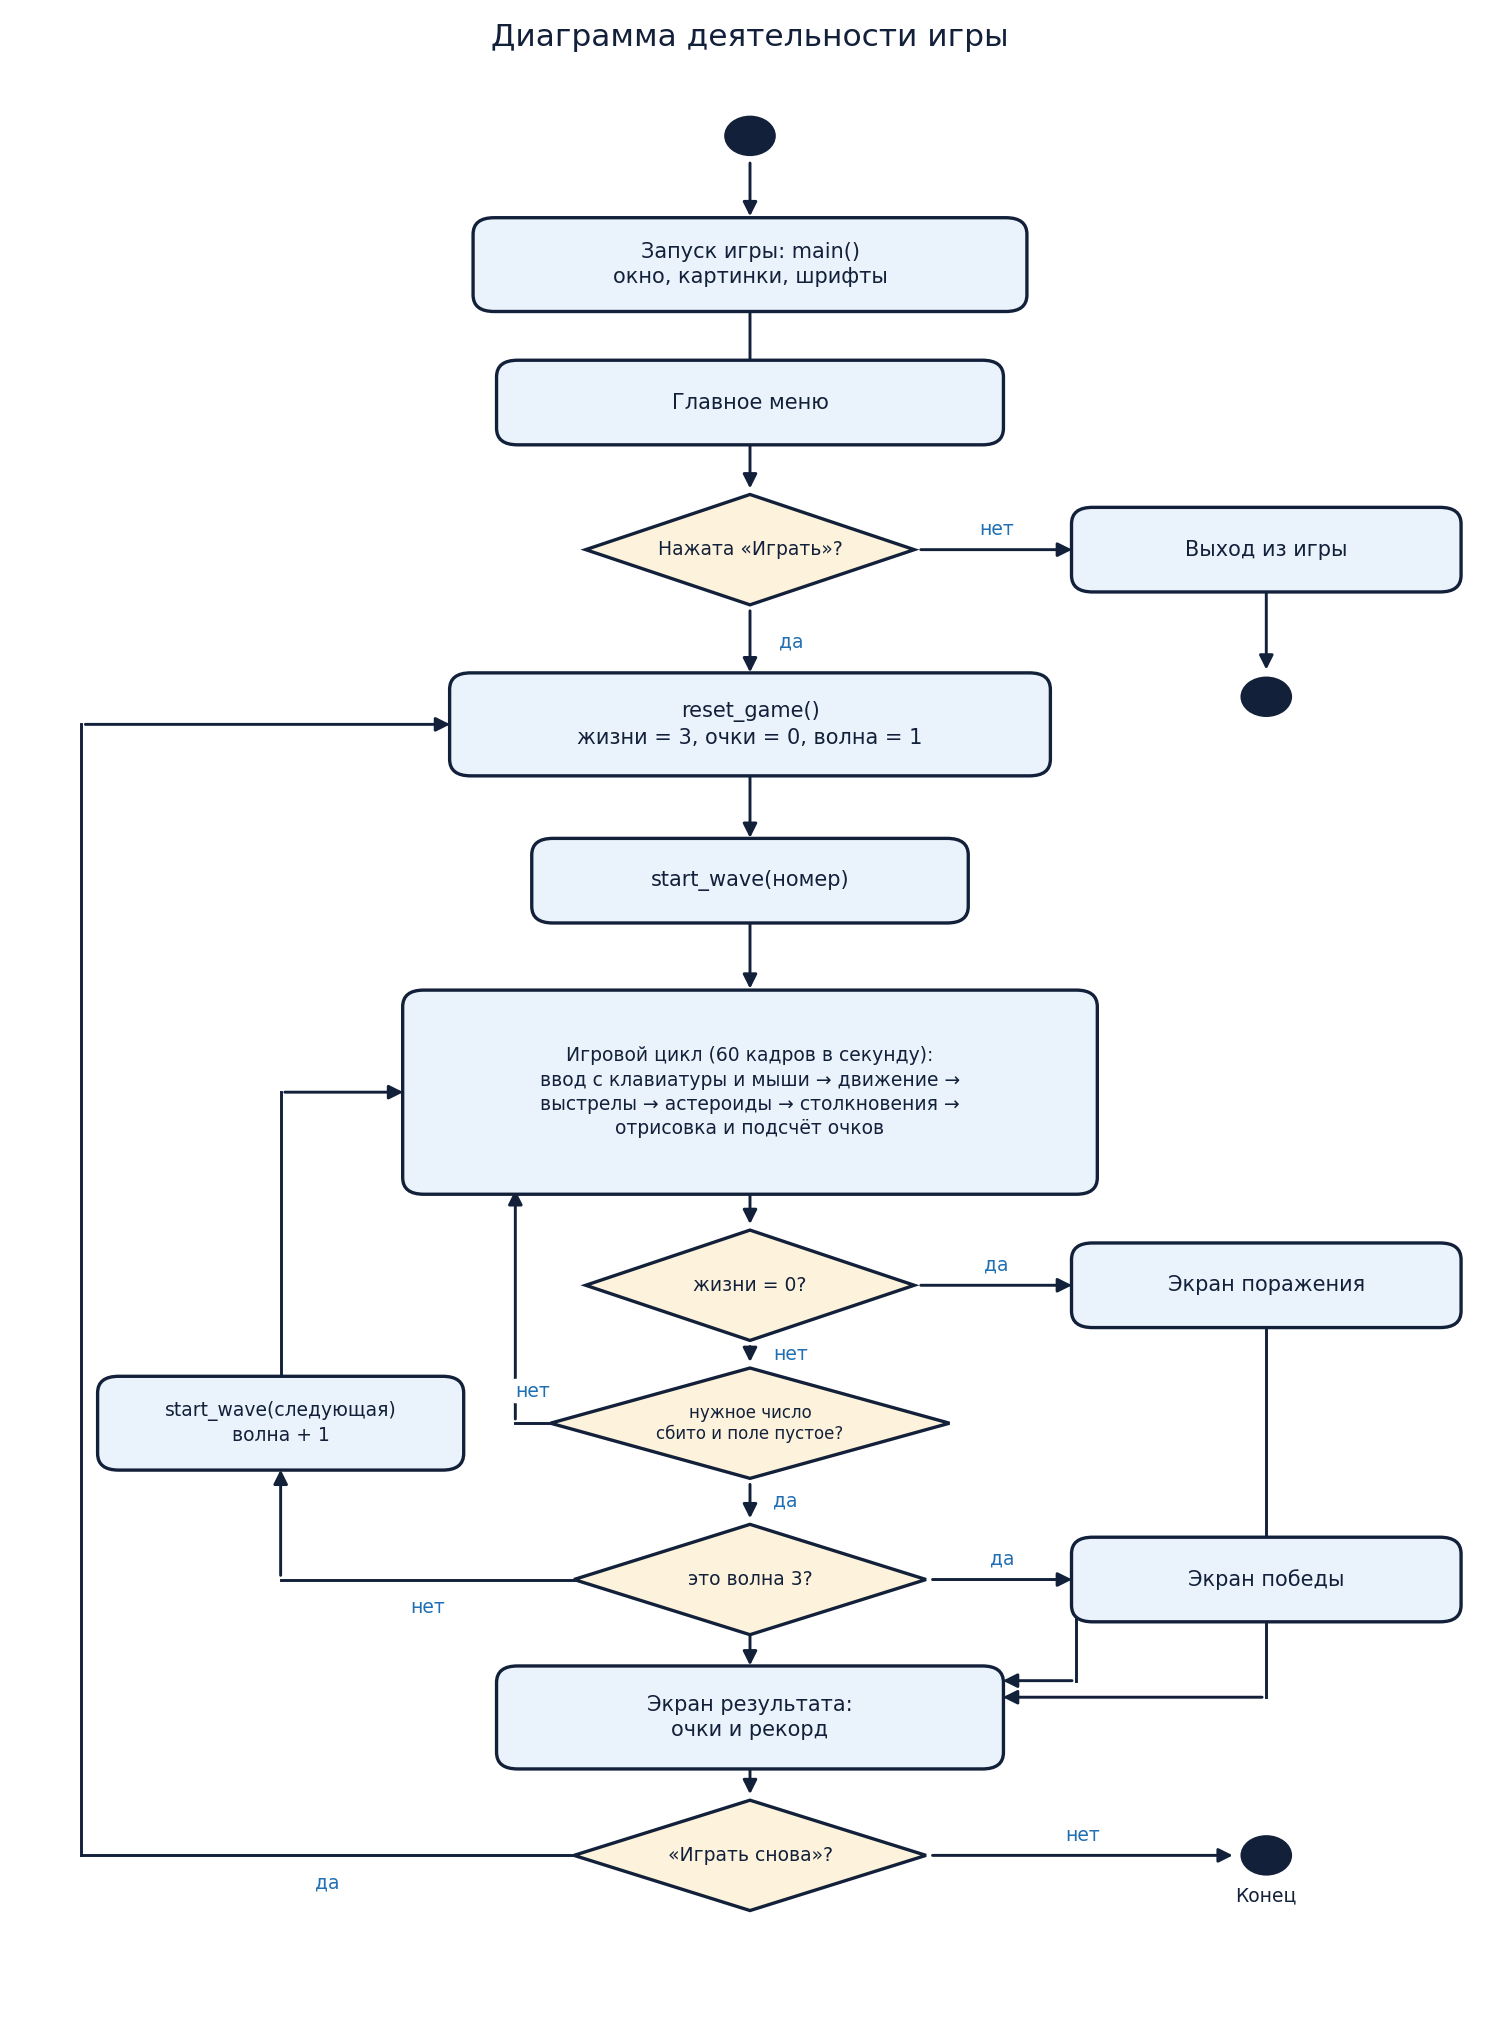 Диаграмма деятельности игры
Запуск игры: main()
окно, картинки, шрифты
Главное меню
Нажата «Играть»?
нет
Выход из игры
да
reset_game()
жизни = 3, очки = 0, волна = 1
start_wave(номер)
Игровой цикл (60 кадров в секунду):
ввод с клавиатуры и мыши → движение →
выстрелы → астероиды → столкновения →
отрисовка и подсчёт очков
жизни = 0?
да
Экран поражения
нет
нет
нужное число
сбито и поле пустое?
start_wave(следующая)
волна + 1
да
это волна 3?
да
Экран победы
нет
Экран результата:
очки и рекорд
«Играть снова»?
нет
Конец
да